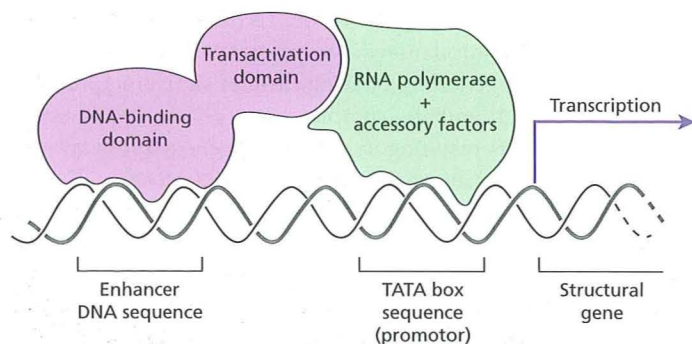 Transactivation
domain
DNA-binding
domain
RNA polymerase
+
accessory factors
Transcription
Enhancer
DNA sequence
TATA box
sequence
(promotor)
Structural
gene